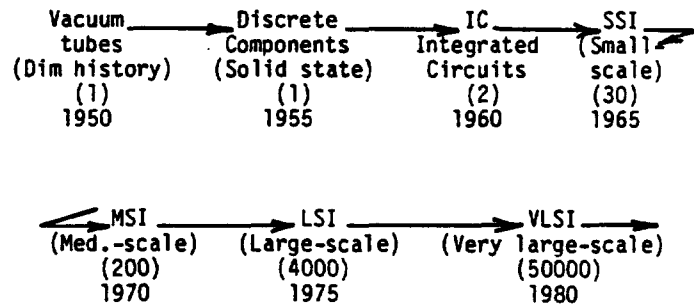 Vacuum Discrete IC SSI
tubes Components Integrated (Small
(Dim history) (Solid state) Circuits scale)
(1) (1) (2) (30)
1950 1955 1960 1965
MSI LSI VLSI
(Med.-scale) (Large-scale) (Very large-scale)
(200) (4000) (50000)
1970 1975 1980